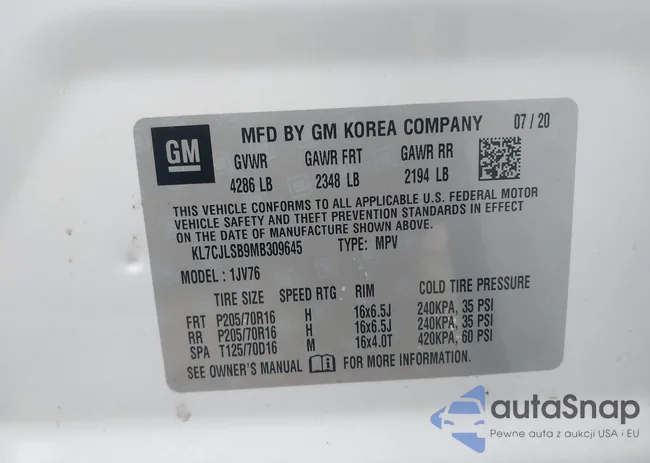 GM
MFD BY GM KOREA COMPANY 07 / 20
GVWR GAWR FRT GAWR RR
4286 LB 2348 LB 2194 LB
THIS VEHICLE CONFORMS TO ALL APPLICABLE U.S. FEDERAL MOTOR
VEHICLE SAFETY AND THEFT PREVENTION STANDARDS IN EFFECT
ON THE DATE OF MANUFACTURE SHOWN ABOVE.
KL7CJLSB9MB309645 TYPE: MPV
MODEL : 1JV76
TIRE SIZE SPEED RTG RIM COLD TIRE PRESSURE
FRT P205/70R16 H 16x6.5J 240KPA, 35 PSI
RR P205/70R16 H 16x6.5J 240KPA, 35 PSI
SPA T125/70D16 M 16x4.0T 420KPA, 60 PSI
SEE OWNER'S MANUAL FOR MORE INFORMATION.
autaSnap
Pewne auta z aukcji USA i EU